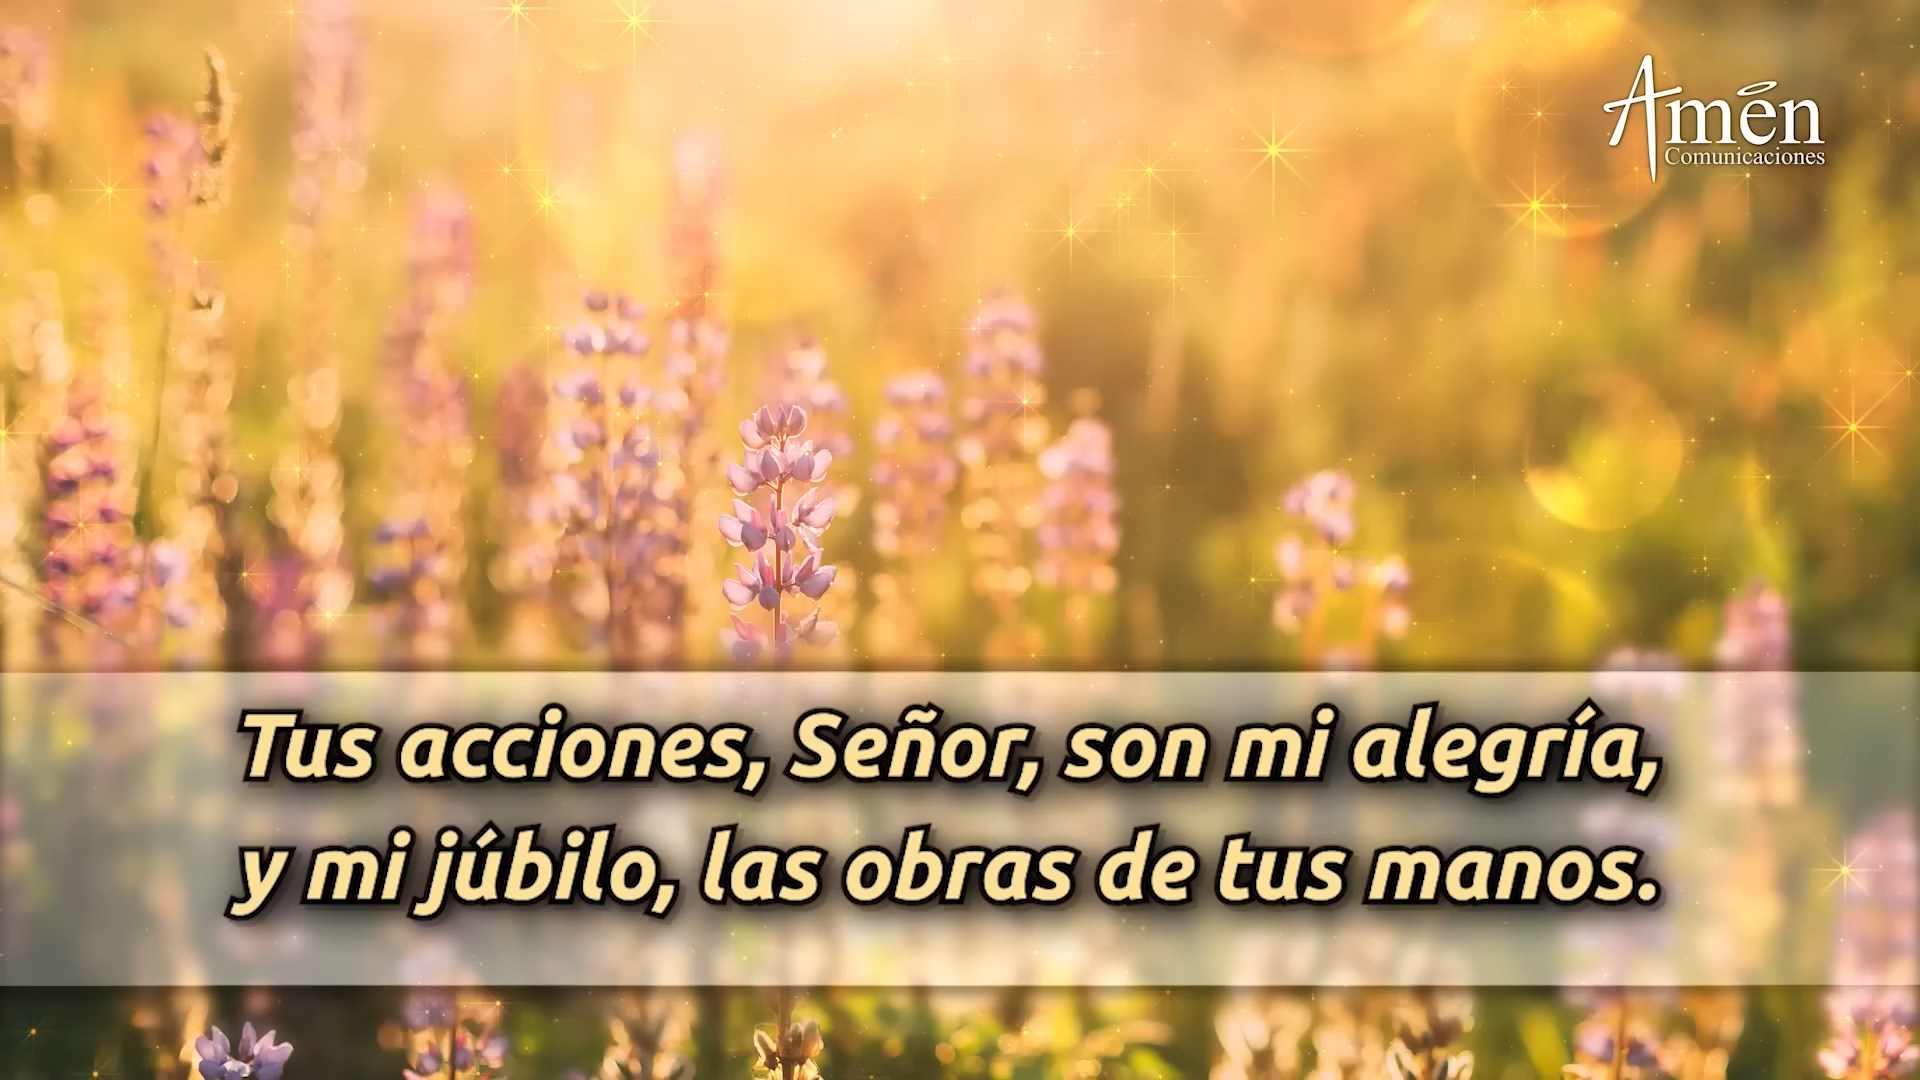 Amén
Comunicaciones
Tus acciones, Señor, son mi alegría,
y mi júbilo, las obras de tus manos.